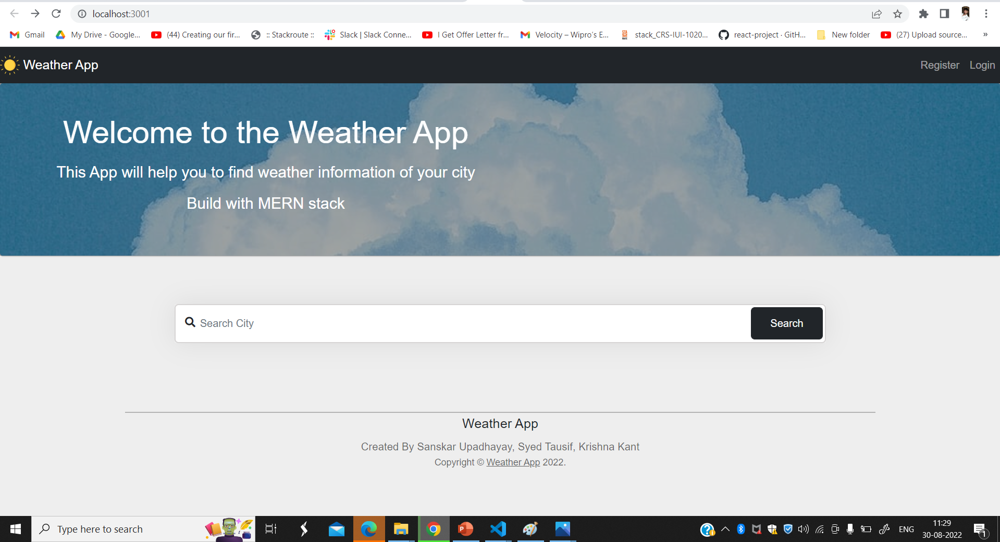 localhost:3001
Gmail
My Drive - Google...
(44) Creating our fir...
:: Stackroute ::
Slack | Slack Conne...
I Get Offer Letter fr...
Velocity – Wipro's E...
stack_CRS-IUI-1020...
react-project · GitH...
New folder
(27) Upload source...
»
Weather App
Register
Login
Welcome to the Weather App
This App will help you to find weather information of your city
Build with MERN stack
Search City
Search
Weather App
Created By Sanskar Upadhayay, Syed Tausif, Krishna Kant
Copyright © Weather App 2022.
Type here to search
ENG
11:29
30-08-2022
1